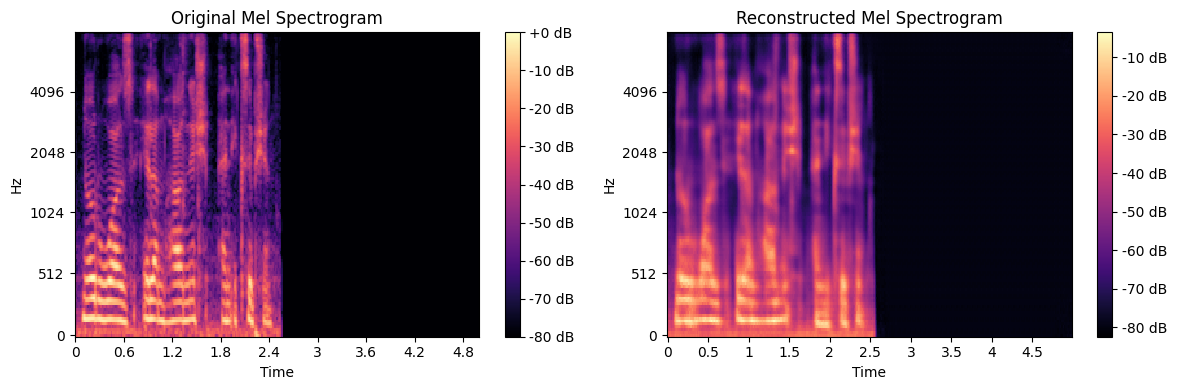 Original Mel Spectrogram
Hz
4096
2048
1024
512
0
0 0.6 1.2 1.8 2.4 3 3.6 4.2 4.8
Time
+0 dB
-10 dB
-20 dB
-30 dB
-40 dB
-50 dB
-60 dB
-70 dB
-80 dB
Reconstructed Mel Spectrogram
Hz
4096
2048
1024
512
0
0 0.5 1 1.5 2 2.5 3 3.5 4 4.5
Time
-10 dB
-20 dB
-30 dB
-40 dB
-50 dB
-60 dB
-70 dB
-80 dB